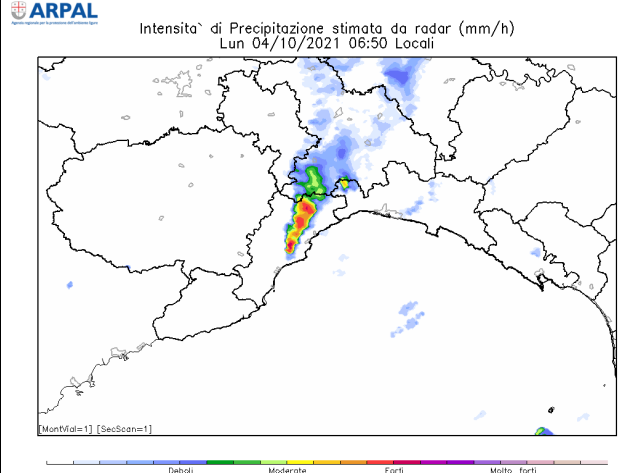 ARPAL
Agenzia regionale per la protezione dell'ambiente ligure
Intensita` di Precipitazione stimata da radar (mm/h)
Lun 04/10/2021 06:50 Locali
[MontVial=1] [SecScan=1]
Deboli Moderate Forti Molto forti